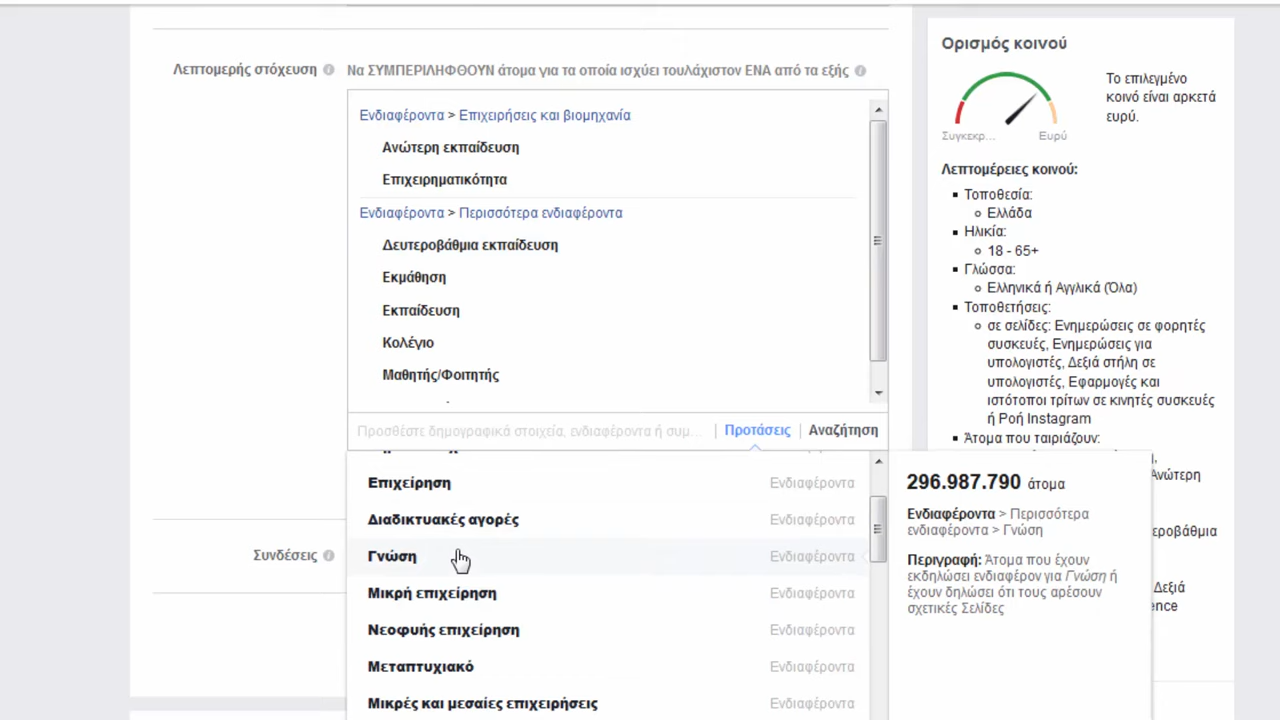 Λεπτομερής στόχευση
Να ΣΥΜΠΕΡΙΛΗΦΘΟΥΝ άτομα για τα οποία ισχύει τουλάχιστον ΕΝΑ από τα εξής
Ενδιαφέροντα > Επιχειρήσεις και βιομηχανία
Ανώτερη εκπαίδευση
Επιχειρηματικότητα
Ενδιαφέροντα > Περισσότερα ενδιαφέροντα
Δευτεροβάθμια εκπαίδευση
Εκμάθηση
Εκπαίδευση
Κολέγιο
Μαθητής/Φοιτητής
Προσθέστε δημογραφικά στοιχεία, ενδιαφέροντα ή συμ...
Προτάσεις
Αναζήτηση
Επιχείρηση Ενδιαφέροντα
Διαδικτυακές αγορές Ενδιαφέροντα
Γνώση Ενδιαφέροντα
Μικρή επιχείρηση Ενδιαφέροντα
Νεοφυής επιχείρηση Ενδιαφέροντα
Μεταπτυχιακό Ενδιαφέροντα
Μικρές και μεσαίες επιχειρήσεις Ενδιαφέροντα
Συνδέσεις
296.987.790 άτομα
Ενδιαφέροντα > Περισσότερα
ενδιαφέροντα > Γνώση
Περιγραφή: Άτομα που έχουν
εκδηλώσει ενδιαφέρον για Γνώση ή
έχουν δηλώσει ότι τους αρέσουν
σχετικές Σελίδες
Ορισμός κοινού
Συγκεκρ...
Ευρύ
Το επιλεγμένο
κοινό είναι αρκετά
ευρύ.
Λεπτομέρειες κοινού:
Τοποθεσία:
Ελλάδα
Ηλικία:
18 - 65+
Γλώσσα:
Ελληνικά ή Αγγλικά (Όλα)
Τοποθετήσεις:
σε σελίδες: Ενημερώσεις σε φορητές
συσκευές, Ενημερώσεις για
υπολογιστές, Δεξιά στήλη σε
υπολογιστές, Εφαρμογές και
ιστότοποι τρίτων σε κινητές συσκευές
ή Ροή Instagram
Άτομα που ταιριάζουν:
Ανώτερη
εροβάθμια
Δεξιά
ence